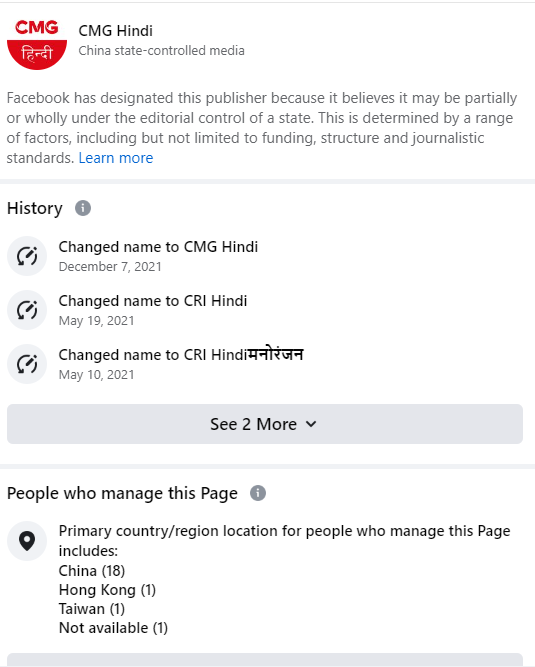 CMG
हिन्दी
CMG Hindi
China state-controlled media
Facebook has designated this publisher because it believes it may be partially
or wholly under the editorial control of a state. This is determined by a range
of factors, including but not limited to funding, structure and journalistic
standards. Learn more
History
Changed name to CMG Hindi
December 7, 2021
Changed name to CRI Hindi
May 19, 2021
Changed name to CRI Hindiमनोरंजन
May 10, 2021
See 2 More
People who manage this Page
Primary country/region location for people who manage this Page
includes:
China (18)
Hong Kong (1)
Taiwan (1)
Not available (1)